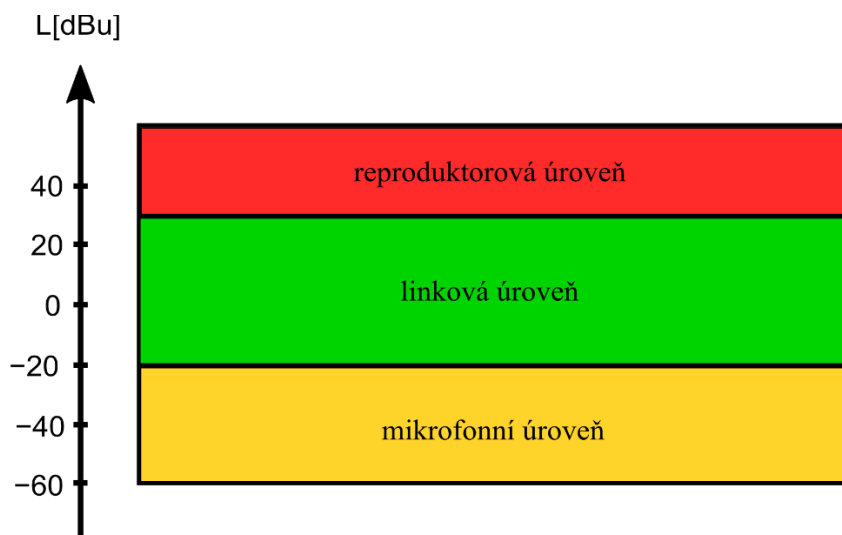 L[dBu]
reproduktorová úroveň
40
20
linková úroveň
0
−20
−40
mikrofonní úroveň
−60